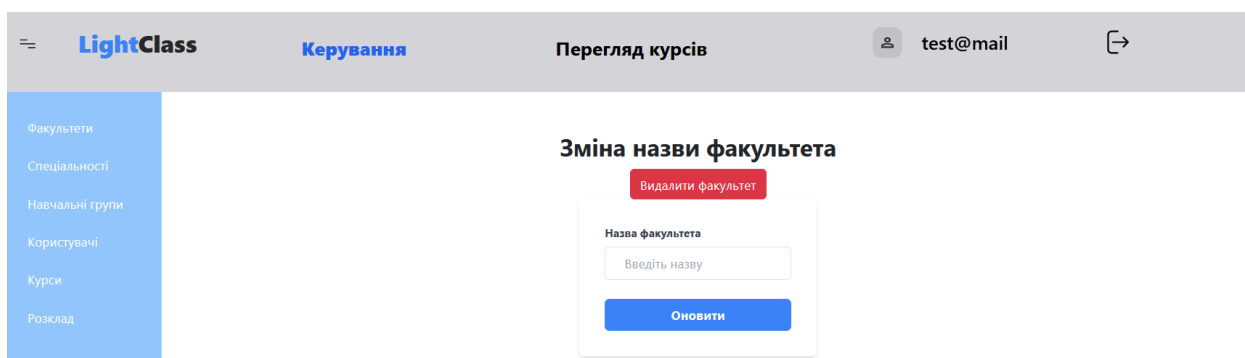 LightClass
Керування
Перегляд курсів
test@mail
Факультети
Спеціальності
Навчальні групи
Користувачі
Курси
Розклад
Зміна назви факультета
Видалити факультет
Назва факультета
Введіть назву
Оновити